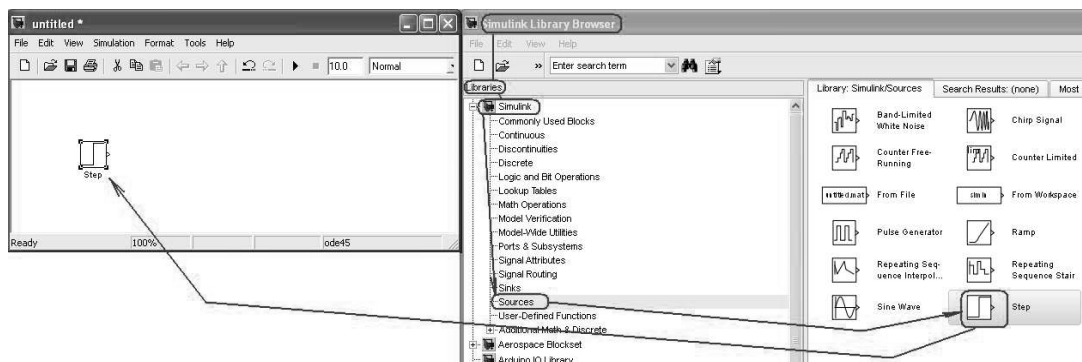 untitled *
File Edit View Simulation Format Tools Help
10.0 Normal
Step
Ready 100% ode45
Simulink Library Browser
File Edit View Help
» Enter search term
Libraries
Simulink
Commonly Used Blocks
Continuous
Discontinuities
Discrete
Logic and Bit Operations
Lookup Tables
Math Operations
Model Verification
Model-Wide Utilities
Ports & Subsystems
Signal Attributes
Signal Routing
Sinks
Sources
User-Defined Functions
Additional Math & Discrete
Aerospace Blockset
Arduino IO Library
Library: Simulink/Sources Search Results: (none) Most
Band-Limited
White Noise
Chirp Signal
Counter Free-
Running
Counter Limited
untitled.mat From File
simin From Workspace
Pulse Generator
Ramp
Repeating Seq-
uence Interpol...
Repeating
Sequence Stair
Sine Wave
Step